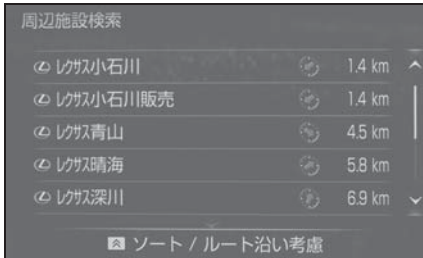 周辺施設検索
レクサス小石川 1.4 km
レクサス小石川販売 1.4 km
レクサス青山 4.5 km
レクサス晴海 5.8 km
レクサス深川 6.9 km
ソート / ルート沿い考慮